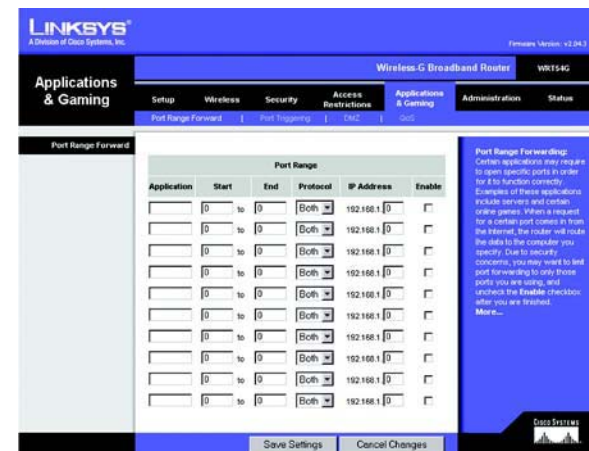 LINKSYS®
A Division of Cisco Systems, Inc.
Firmware Version: v2.04.3
Wireless-G Broadband Router WRT54G
Applications & Gaming
Setup Wireless Security Access Restrictions Applications & Gaming Administration Status
Port Range Forward | Port Triggering | DMZ | QoS
Port Range Forward
Port Range
Application Start End Protocol IP Address Enable
0 to 0 Both 192.168.1.0
0 to 0 Both 192.168.1.0
0 to 0 Both 192.168.1.0
0 to 0 Both 192.168.1.0
0 to 0 Both 192.168.1.0
0 to 0 Both 192.168.1.0
0 to 0 Both 192.168.1.0
0 to 0 Both 192.168.1.0
0 to 0 Both 192.168.1.0
0 to 0 Both 192.168.1.0
Port Range Forwarding:
Certain applications may require
to open specific ports in order
for it to function correctly.
Examples of these applications
include servers and certain
online games. When a request
for a certain port comes in from
the Internet, the router will route
the data to the computer you
specify. Due to security
concerns, you may want to limit
port forwarding to only those
ports you are using, and
uncheck the Enable checkbox
after you are finished.
More...
Save Settings Cancel Changes
CISCO SYSTEMS